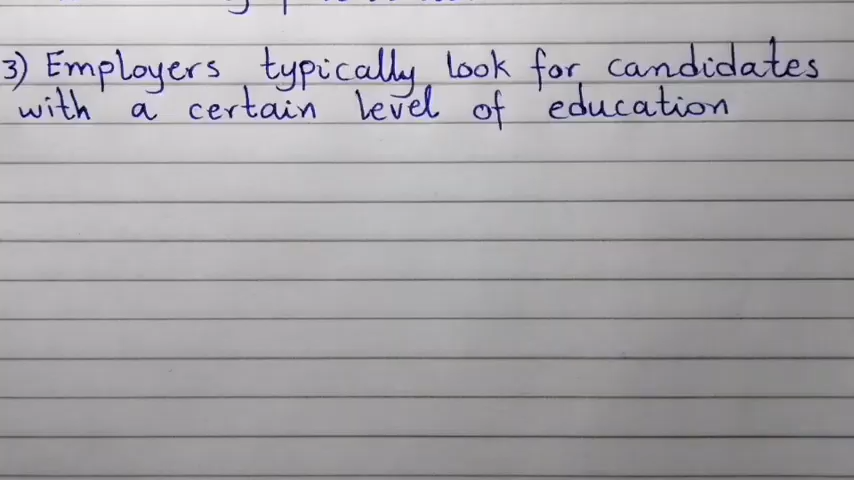 3) Employers typically look for candidates
with a certain level of education